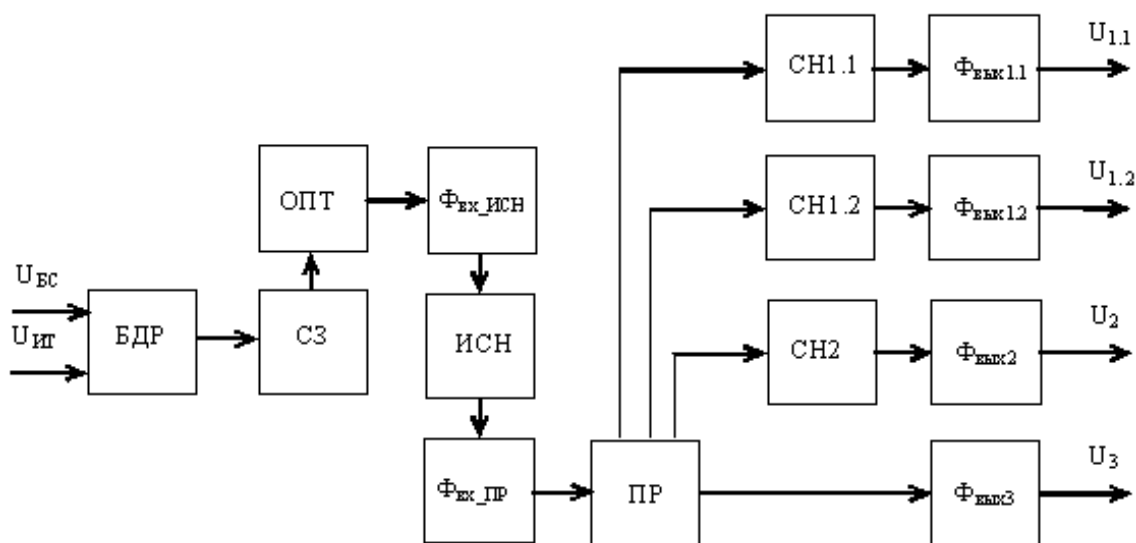 U1.1
СН1.1
Фвых1.1
U1.2
ОПТ
Фвх_ИСН
СН1.2
Фвых1.2
UБС
U2
UИТ
БДР
СЗ
ИСН
СН2
Фвых2
U3
Фвх_ПР
ПР
Фвых3